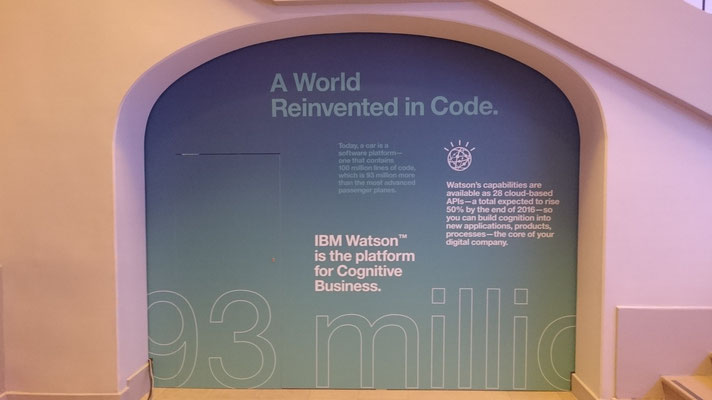 A World
Reinvented in Code.
Today, a car is a
software platform—
one that contains
100 million lines of code,
which is 93 million more
than the most advanced
passenger planes.
Watson's capabilities are
available as 28 cloud-based
APIs—a total expected to rise
50% by the end of 2016—so
you can build cognition into
new applications, products,
processes—the core of your
digital company.
IBM Watson™
is the platform
for Cognitive
Business.
93 millio